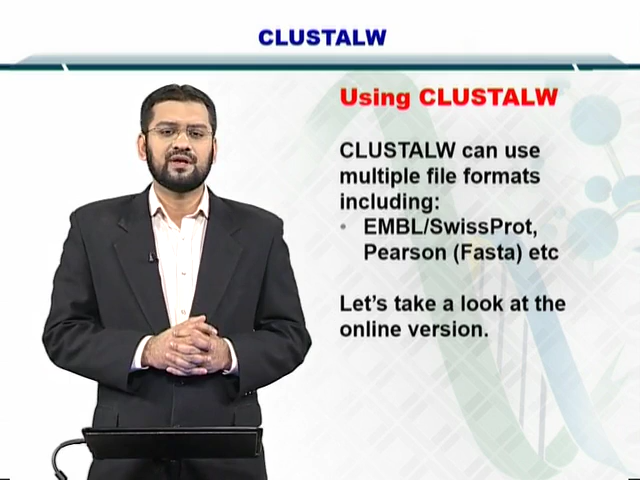 CLUSTALW
Using CLUSTALW
CLUSTALW can use
multiple file formats
including:
• EMBL/SwissProt,
Pearson (Fasta) etc
Let's take a look at the
online version.